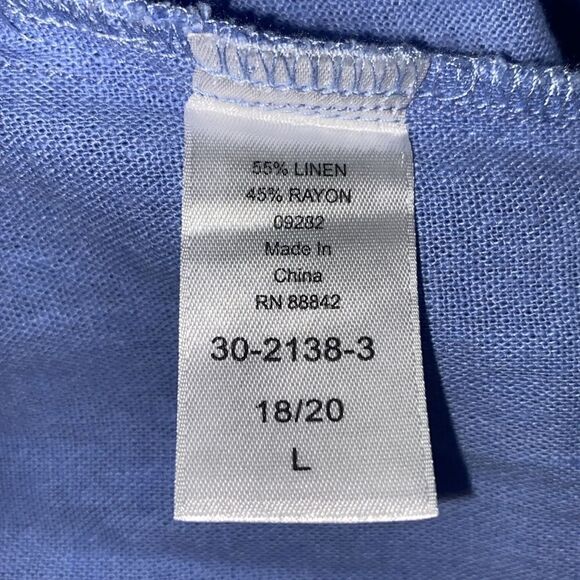 55% LINEN
45% RAYON
09282
Made In
China
RN 88842
30-2138-3
18/20
L